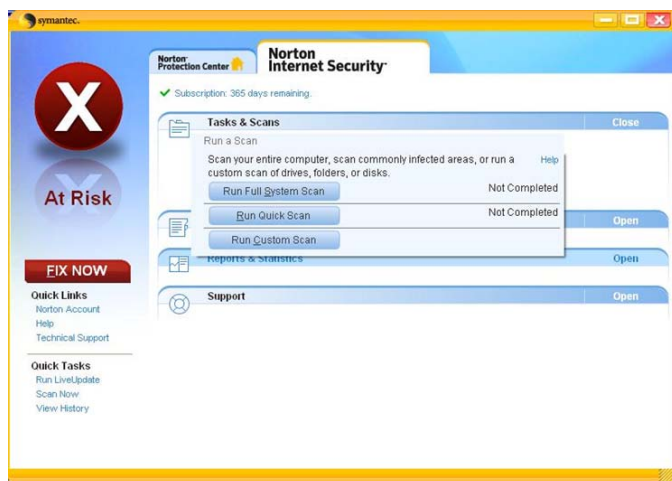 symantec.
Norton
Protection Center
Norton
Internet Security
Subscription: 365 days remaining.
X
At Risk
FIX NOW
Quick Links
Norton Account
Help
Technical Support
Quick Tasks
Run LiveUpdate
Scan Now
View History
Tasks & Scans Close
Run a Scan
Scan your entire computer, scan commonly infected areas, or run a Help
custom scan of drives, folders, or disks.
Run Full System Scan Not Completed
Run Quick Scan Not Completed
Run Custom Scan
Open
Reports & Statistics Open
Support Open